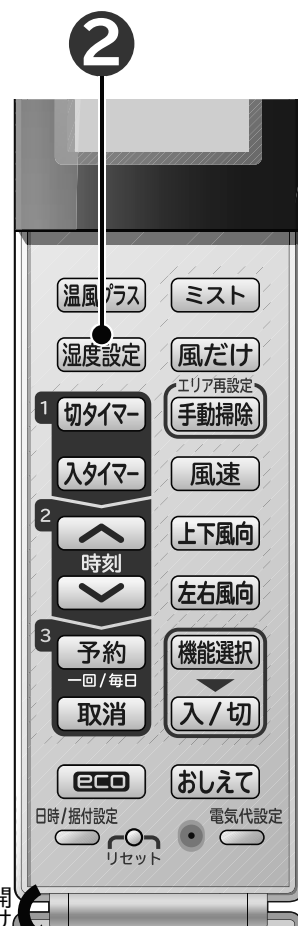 2
温風プラス ミスト
湿度設定 風だけ
エリア再設定
1 切タイマー 手動掃除
入タイマー 風速
2 上下風向
時刻
左右風向
3 予約 機能選択
一回/毎日
取消 入/切
eco おしえて
日時/据付設定 電気代設定
リセット
開
け